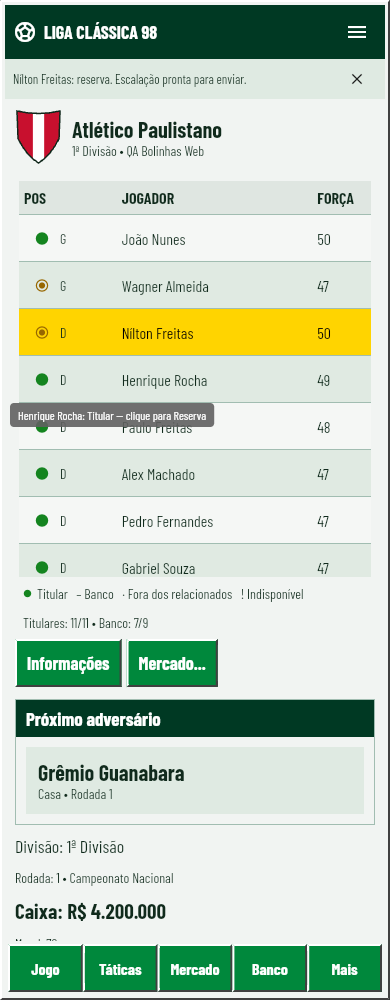 LIGA CLÁSSICA 98
Nílton Freitas: reserva. Escalação pronta para enviar.
Atlético Paulistano
1ª Divisão • QA Bolinhas Web
POS JOGADOR FORÇA
G João Nunes 50
G Wagner Almeida 47
D Nílton Freitas 50
D Henrique Rocha 49
Henrique Rocha: Titular — clique para Reserva
D Paulo Freitas 48
D Alex Machado 47
D Pedro Fernandes 47
D Gabriel Souza 47
● Titular – Banco · Fora dos relacionados ! Indisponível
Titulares: 11/11 • Banco: 7/9
Informações Mercado...
Próximo adversário
Grêmio Guanabara
Casa • Rodada 1
Divisão: 1ª Divisão
Rodada: 1 • Campeonato Nacional
Caixa: R$ 4.200.000
Jogo Táticas Mercado Banco Mais